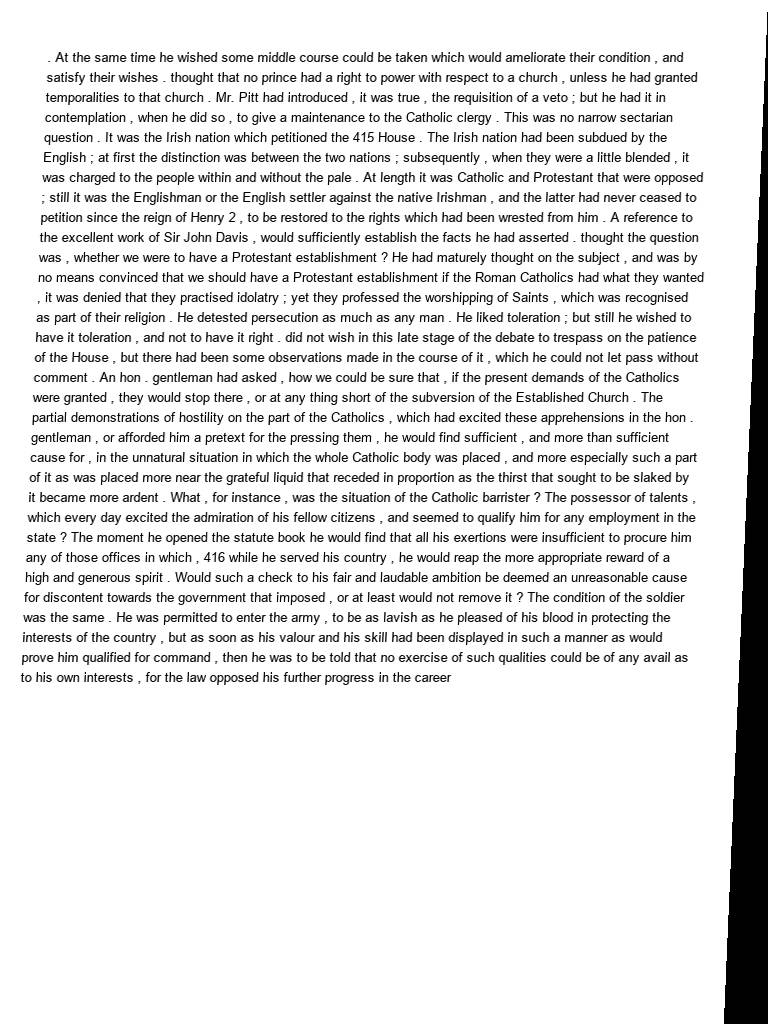 . At the same time he wished some middle course could be taken which would ameliorate their condition , and
satisfy their wishes . thought that no prince had a right to power with respect to a church , unless he had granted
temporalities to that church . Mr. Pitt had introduced , it was true , the requisition of a veto ; but he had it in
contemplation , when he did so , to give a maintenance to the Catholic clergy . This was no narrow sectarian
question . It was the Irish nation which petitioned the 415 House . The Irish nation had been subdued by the
English ; at first the distinction was between the two nations ; subsequently , when they were a little blended , it
was charged to the people within and without the pale . At length it was Catholic and Protestant that were opposed
; still it was the Englishman or the English settler against the native Irishman , and the latter had never ceased to
petition since the reign of Henry 2 , to be restored to the rights which had been wrested from him . A reference to
the excellent work of Sir John Davis , would sufficiently establish the facts he had asserted . thought the question
was , whether we were to have a Protestant establishment ? He had maturely thought on the subject , and was by
no means convinced that we should have a Protestant establishment if the Roman Catholics had what they wanted
, it was denied that they practised idolatry ; yet they professed the worshipping of Saints , which was recognised
as part of their religion . He detested persecution as much as any man . He liked toleration ; but still he wished to
have it toleration , and not to have it right . did not wish in this late stage of the debate to trespass on the patience
of the House , but there had been some observations made in the course of it , which he could not let pass without
comment . An hon . gentleman had asked , how we could be sure that , if the present demands of the Catholics
were granted , they would stop there , or at any thing short of the subversion of the Established Church . The
partial demonstrations of hostility on the part of the Catholics , which had excited these apprehensions in the hon .
gentleman , or afforded him a pretext for the pressing them , he would find sufficient , and more than sufficient
cause for , in the unnatural situation in which the whole Catholic body was placed , and more especially such a part
of it as was placed more near the grateful liquid that receded in proportion as the thirst that sought to be slaked by
it became more ardent . What , for instance , was the situation of the Catholic barrister ? The possessor of talents ,
which every day excited the admiration of his fellow citizens , and seemed to qualify him for any employment in the
state ? The moment he opened the statute book he would find that all his exertions were insufficient to procure him
any of those offices in which , 416 while he served his country , he would reap the more appropriate reward of a
high and generous spirit . Would such a check to his fair and laudable ambition be deemed an unreasonable cause
for discontent towards the government that imposed , or at least would not remove it ? The condition of the soldier
was the same . He was permitted to enter the army , to be as lavish as he pleased of his blood in protecting the
interests of the country , but as soon as his valour and his skill had been displayed in such a manner as would
prove him qualified for command , then he was to be told that no exercise of such qualities could be of any avail as
to his own interests , for the law opposed his further progress in the career